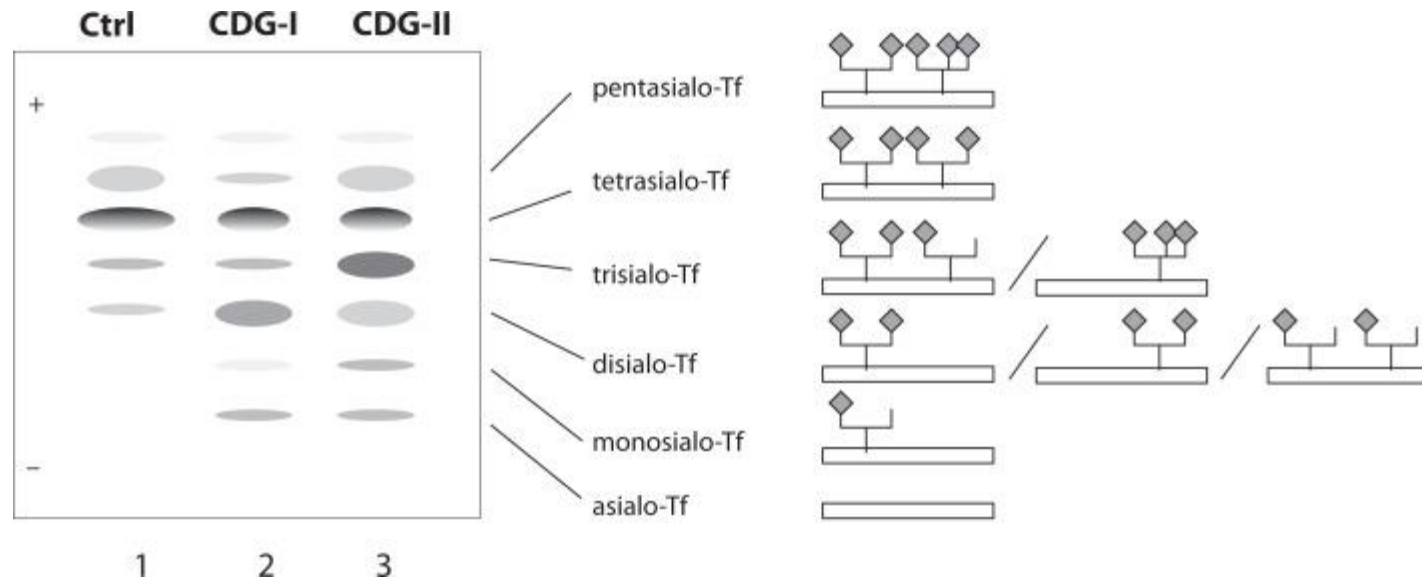 Ctrl CDG-I CDG-II
+
pentasialo-Tf
tetrasialo-Tf
trisialo-Tf
disialo-Tf
monosialo-Tf
−
asialo-Tf
1 2 3